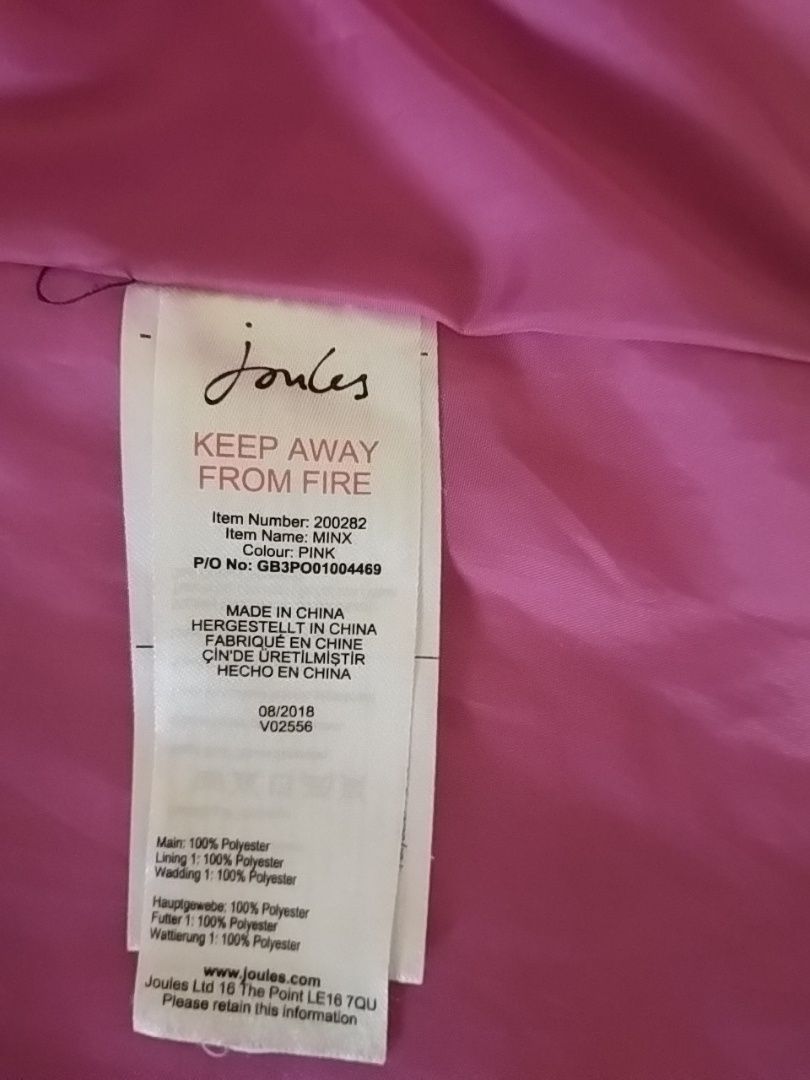 joules
KEEP AWAY
FROM FIRE
Item Number: 200282
Item Name: MINX
Colour: PINK
P/O No: GB3PO01004469
MADE IN CHINA
HERGESTELLT IN CHINA
FABRIQUÉ EN CHINE
ÇİN'DE ÜRETİLMİŞTİR
HECHO EN CHINA
08/2018
V02556
Main: 100% Polyester
Lining 1: 100% Polyester
Wadding 1: 100% Polyester
Hauptgewebe: 100% Polyester
Futter 1: 100% Polyester
Wattierung 1: 100% Polyester
www.joules.com
Joules Ltd 16 The Point LE16 7QU
Please retain this information